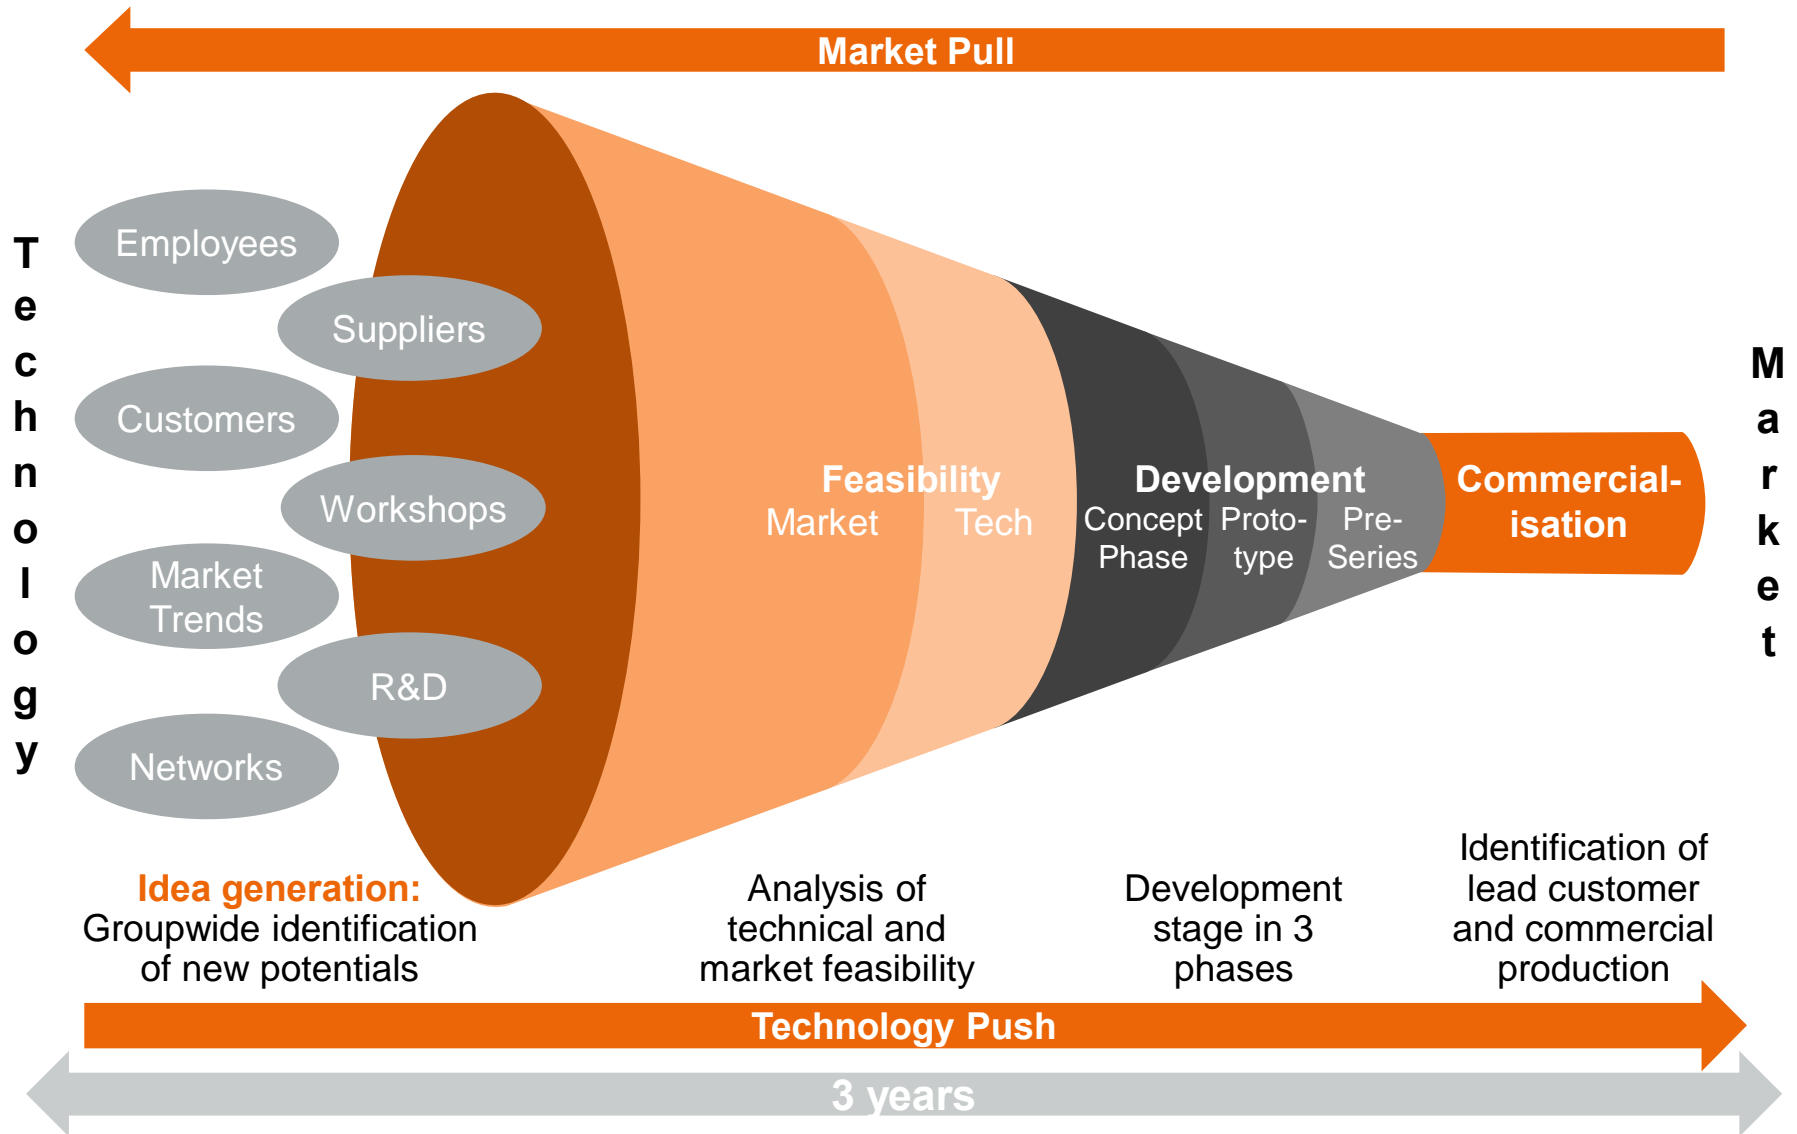 Market Pull
Technology
Employees
Suppliers
Customers
Workshops
Market
Trends
R&D
Networks
Feasibility
Market
Tech
Development
Concept
Phase
Proto-
type
Pre-
Series
Commercial-
isation
Market
Idea generation:
Groupwide identification
of new potentials
Analysis of
technical and
market feasibility
Development
stage in 3
phases
Identification of
lead customer
and commercial
production
Technology Push
3 years